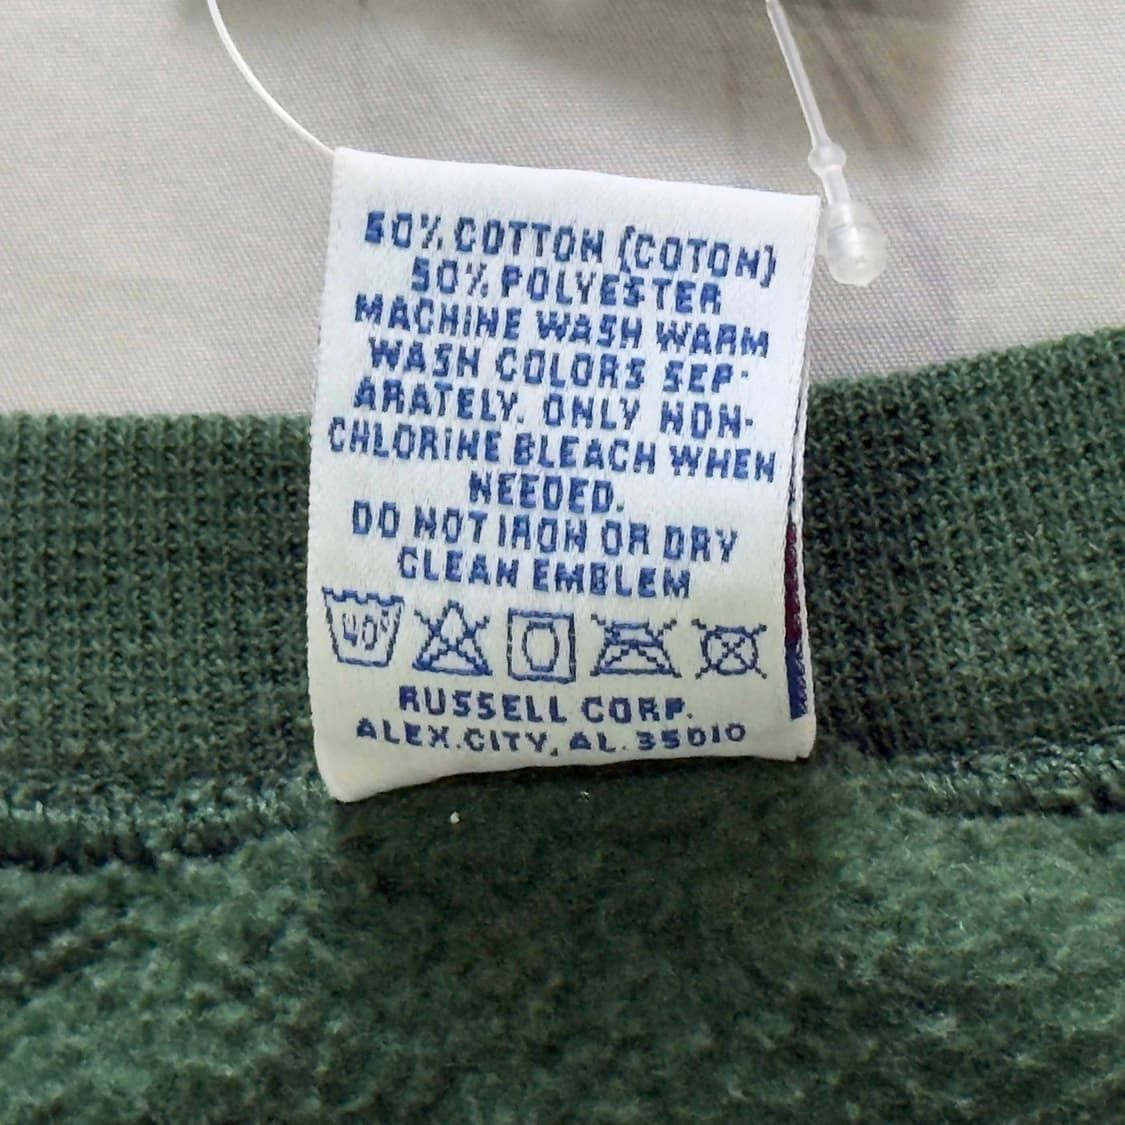 50% COTTON (COTON)
50% POLYESTER
MACHINE WASH WARM
WASH COLORS SEP-
ARATELY. ONLY NON-
CHLORINE BLEACH WHEN
NEEDED.
DO NOT IRON OR DRY
CLEAN EMBLEM
40°
RUSSELL CORP.
ALEX.CITY, AL. 35010